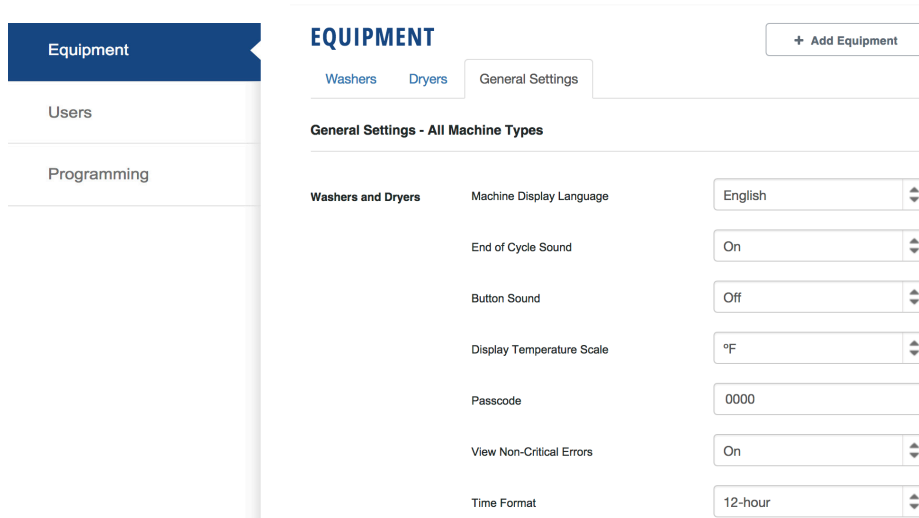 Equipment
Users
Programming
EQUIPMENT
+ Add Equipment
Washers Dryers General Settings
General Settings - All Machine Types
Washers and Dryers Machine Display Language English
End of Cycle Sound On
Button Sound Off
Display Temperature Scale ºF
Passcode 0000
View Non-Critical Errors On
Time Format 12-hour